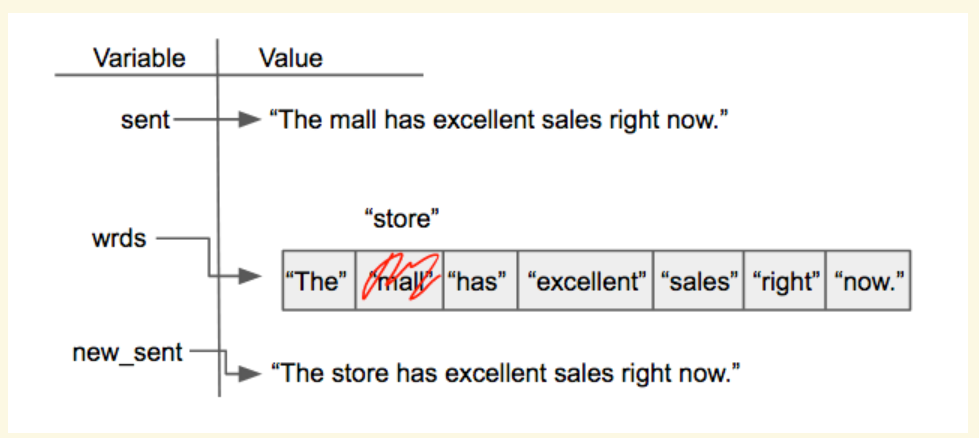 Variable Value
sent “The mall has excellent sales right now.”
“store”
wrds
“The” “mall” “has” “excellent” “sales” “right” “now.”
new_sent “The store has excellent sales right now.”